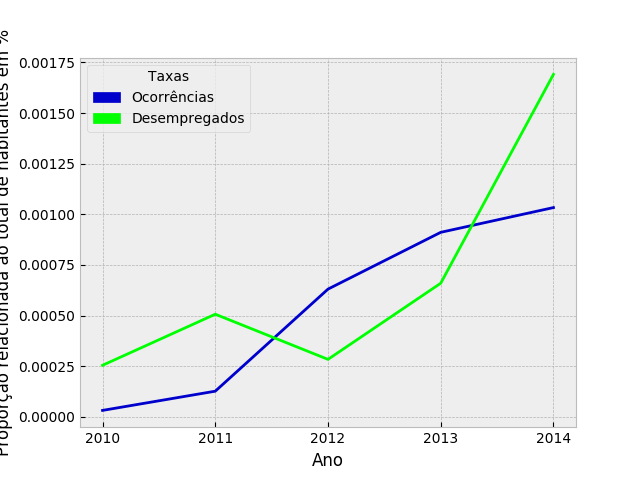 Proporção relacionada ao total de habitantes em %
0.00175
0.00150
0.00125
0.00100
0.00075
0.00050
0.00025
0.00000
Taxas
Ocorrências
Desempregados
2010 2011 2012 2013 2014
Ano